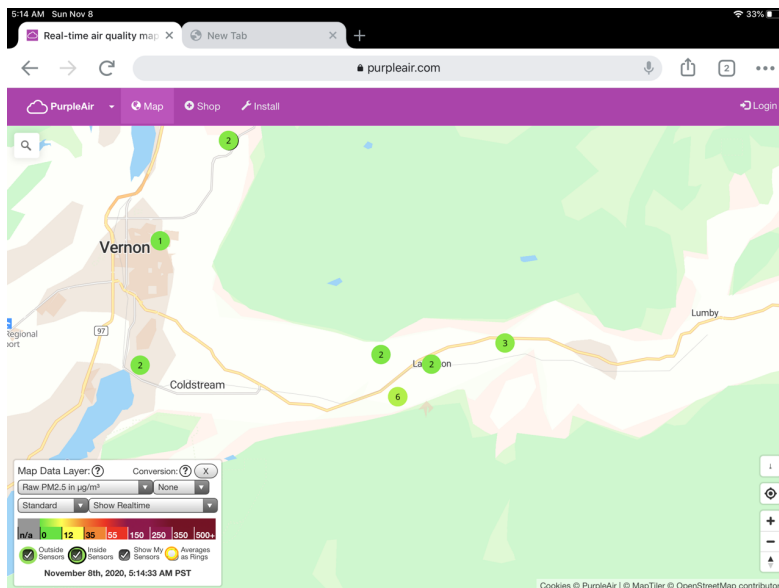 5:14 AM Sun Nov 8
33%
Real-time air quality map
New Tab
purpleair.com
2
PurpleAir
Map
Shop
Install
Login
2
Vernon
1
Regional
port
97
2
Coldstream
2
2
on
3
6
Lumby
Map Data Layer: ?
Conversion: ? X
Raw PM2.5 in µg/m³
None
Standard
Show Realtime
n/a 0 12 35 55 150 250 350 500+
Outside Sensors
Inside Sensors
Show My Sensors
Averages as Rings
November 8th, 2020, 5:14:33 AM PST
Cookies © PurpleAir | © MapTiler © OpenStreetMap contributor